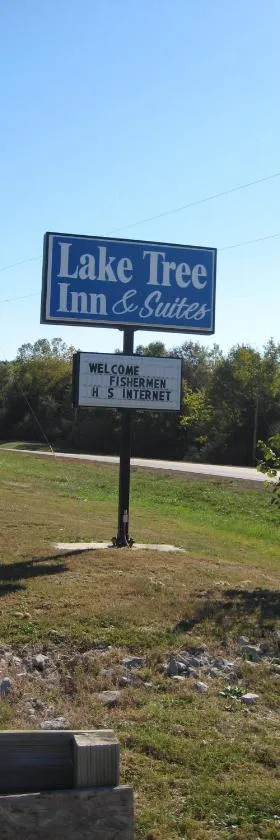 Lake Tree
Inn & Suites
WELCOME
FISHERMEN
H S INTERNET